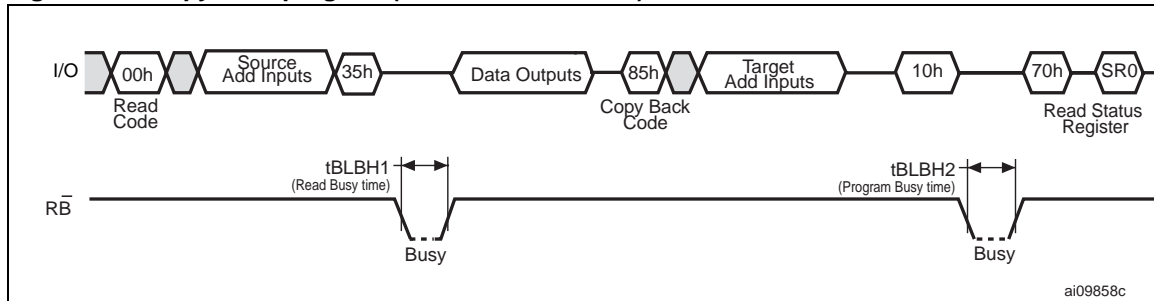 I/O
00h
Source
Add Inputs
35h
Data Outputs
85h
Target
Add Inputs
10h
70h
SR0
Read
Code
Copy Back
Code
Read Status
Register
tBLBH1
(Read Busy time)
tBLBH2
(Program Busy time)
RB̅
Busy
Busy
ai09858c